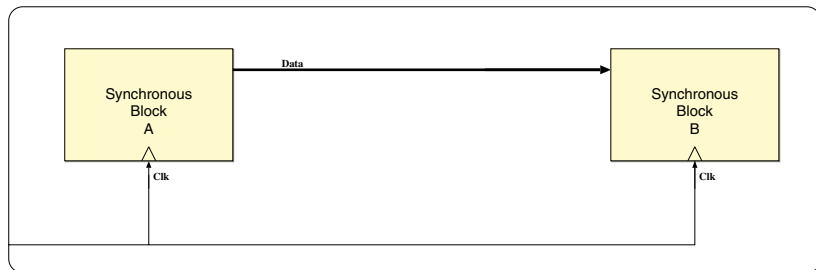 Data
Synchronous
Block
A
Synchronous
Block
B
Clk
Clk